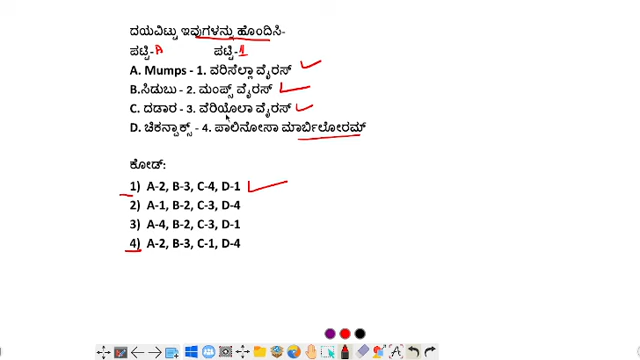 ದಯವಿಟ್ಟು ಇವುಗಳನ್ನು ಹೊಂದಿಸಿ-
ಪಟ್ಟಿ A ಪಟ್ಟಿ 1
A. Mumps - 1. ವರಿಸೆಲ್ಲಾ ವೈರಸ್
B.ಸಿಡುಬು - 2. ಮಂಪ್ಸ್ ವೈರಸ್
C. ದಡಾರ - 3. ವೆರಿಯೊಲಾ ವೈರಸ್
D. ಚಿಕನ್ಪಾಕ್ಸ್ - 4. ಪಾಲಿನೋಸಾ ಮಾರ್ಬಿಲೋರಮ್
ಕೋಡ್:
1) A-2, B-3, C-4, D-1
2) A-1, B-2, C-3, D-4
3) A-4, B-2, C-3, D-1
4) A-2, B-3, C-1, D-4